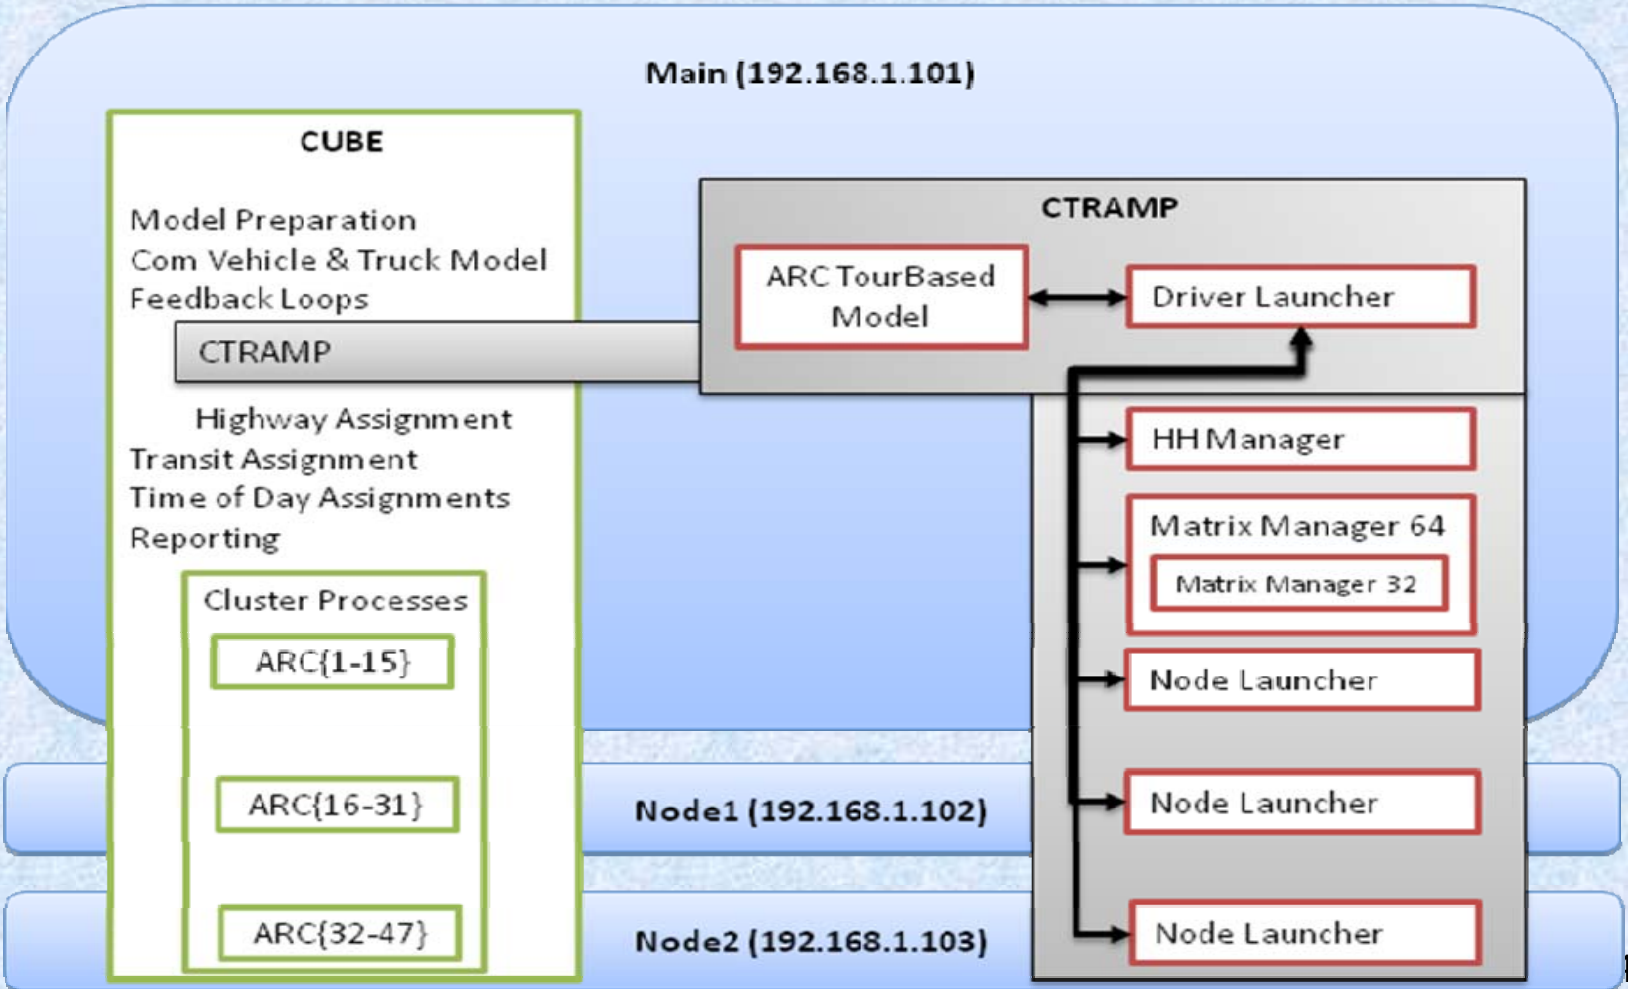 Main (192.168.1.101)
CUBE
Model Preparation
Com Vehicle & Truck Model
Feedback Loops
CTRAMP
Highway Assignment
Transit Assignment
Time of Day Assignments
Reporting
Cluster Processes
ARC{1-15}
ARC{16-31}
ARC{32-47}
CTRAMP
ARC TourBased
Model
Driver Launcher
HH Manager
Matrix Manager 64
Matrix Manager 32
Node Launcher
Node1 (192.168.1.102)
Node Launcher
Node2 (192.168.1.103)
Node Launcher